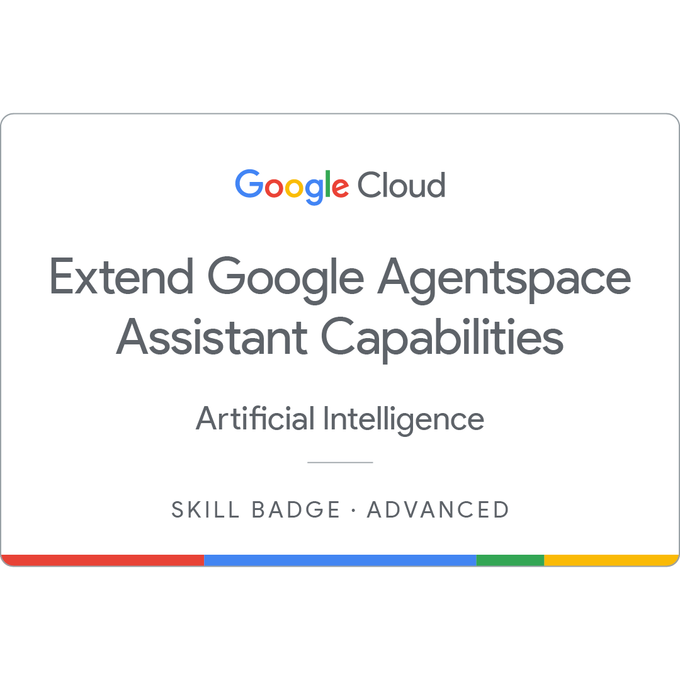 Google Cloud
Extend Google Agentspace
Assistant Capabilities
Artificial Intelligence
SKILL BADGE · ADVANCED